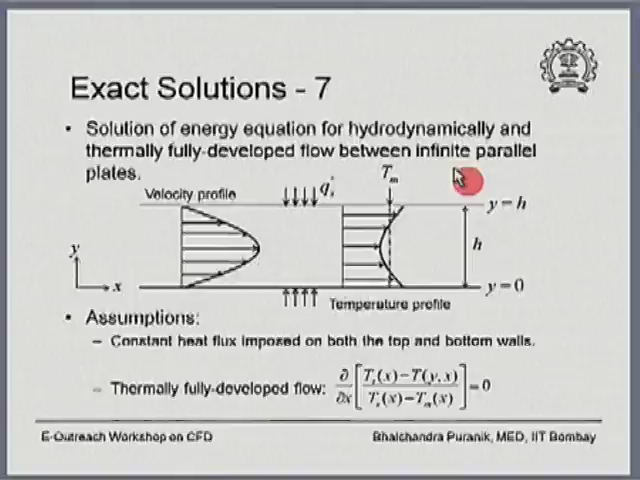 Exact Solutions - 7
• Solution of energy equation for hydrodynamically and
thermally fully-developed flow between infinite parallel
plates.
T_m
Velocity profile
q_s"
y = h
y
h
x
y = 0
Temperature profile
• Assumptions:
– Constant heat flux imposed on both the top and bottom walls.
– Thermally fully-developed flow: ∂/∂x [ (T_s(x) − T(y,x)) / (T_s(x) − T_m(x)) ] = 0
E-Outreach Workshop on CFD
Bhalchandra Puranik, MED, IIT Bombay